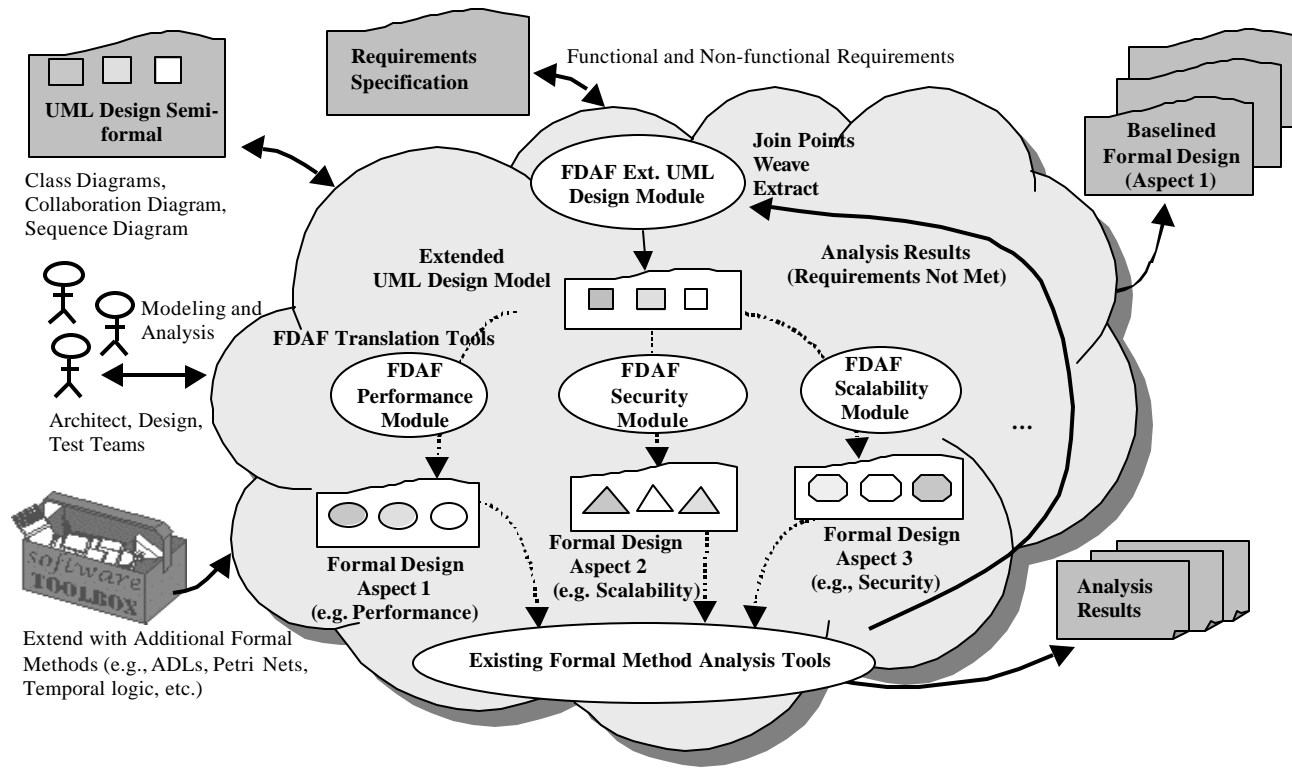 Requirements
Specification
Functional and Non-functional Requirements
UML Design Semi-
formal
Class Diagrams,
Collaboration Diagram,
Sequence Diagram
FDAF Ext. UML
Design Module
Join Points
Weave
Extract
Baselined
Formal Design
(Aspect 1)
Extended
UML Design Model
Analysis Results
(Requirements Not Met)
Modeling and
Analysis
Architect, Design,
Test Teams
FDAF Translation Tools
FDAF
Performance
Module
FDAF
Security
Module
FDAF
Scalability
Module
...
Formal Design
Aspect 1
(e.g. Performance)
Formal Design
Aspect 2
(e.g. Scalability)
Formal Design
Aspect 3
(e.g., Security)
software
TOOLBOX
Extend with Additional Formal
Methods (e.g., ADLs, Petri Nets,
Temporal logic, etc.)
Existing Formal Method Analysis Tools
Analysis
Results